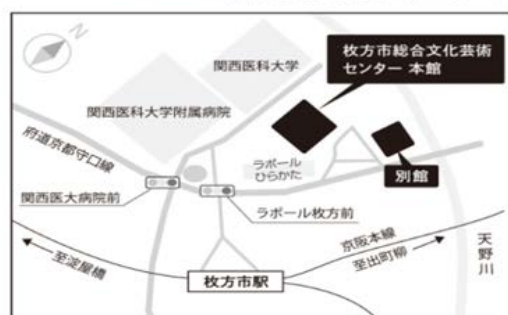 N
関西医科大学
枚方市総合文化芸術
センター 本館
関西医科大学附属病院
府道京都守口線
ラポール
ひらかた
別館
関西医大病院前
ラポール枚方前
京阪本線
至出町柳
天野川
至淀屋橋
枚方市駅